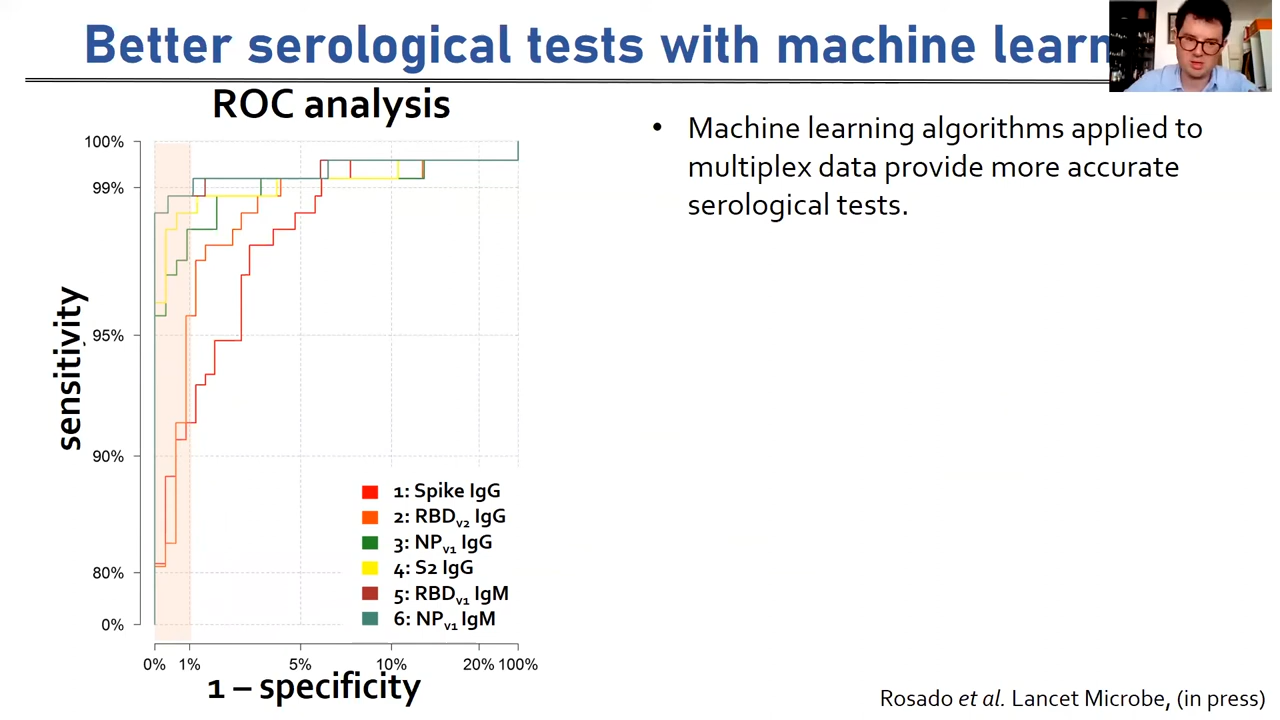 Better serological tests with machine learn
ROC analysis
• Machine learning algorithms applied to
multiplex data provide more accurate
serological tests.
100%
99%
95%
90%
80%
0%
sensitivity
1: Spike IgG
2: RBDv2 IgG
3: NPv1 IgG
4: S2 IgG
5: RBDv1 IgM
6: NPv1 IgM
0% 1% 5% 10% 20% 100%
1 – specificity
Rosado et al. Lancet Microbe, (in press)